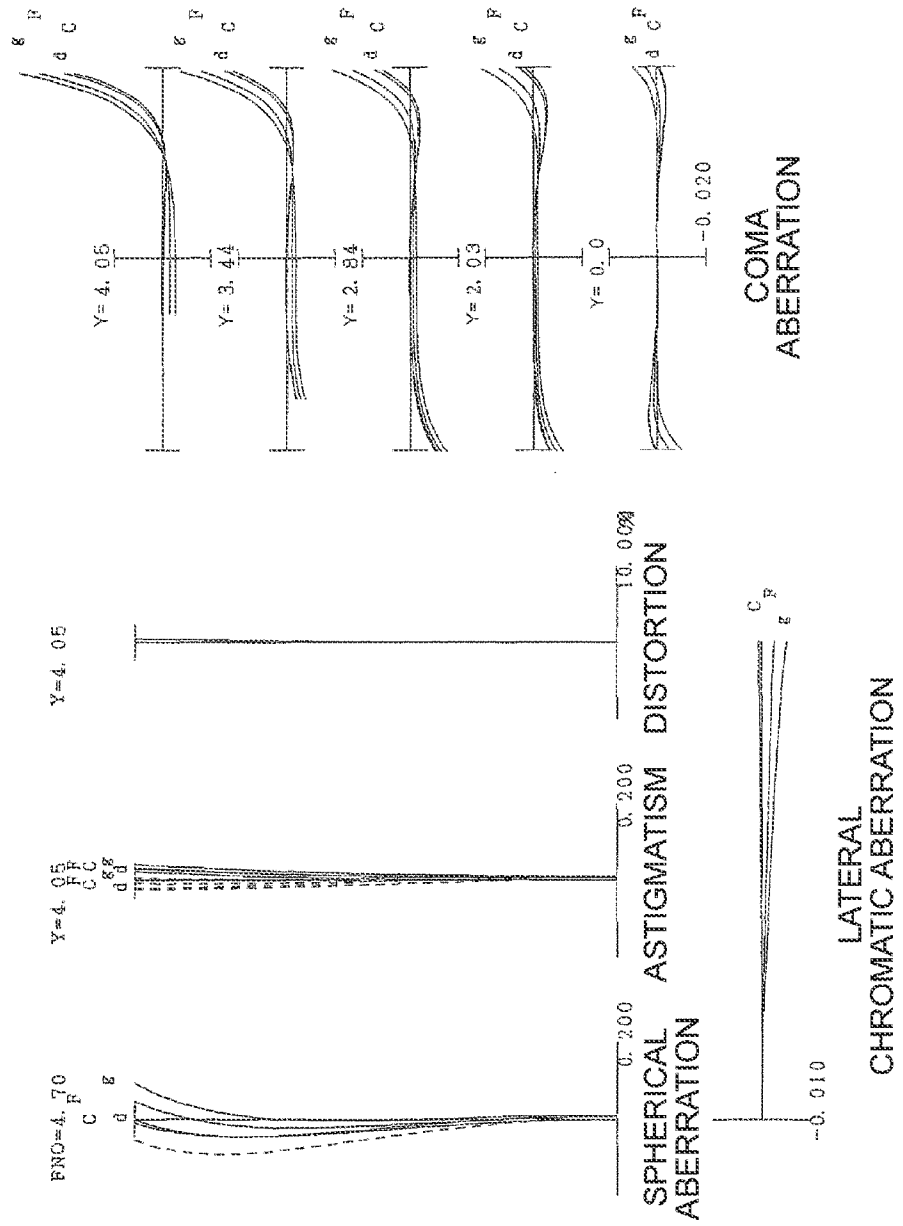 FNO=4.70
F
C
g
d
0.200
SPHERICAL
ABERRATION
Y=4.05
F F
C C
g g
d d
0.200
ASTIGMATISM
Y=4.05
10.00%
DISTORTION
C
F
g
-0.010
LATERAL
CHROMATIC ABERRATION
Y=4.05
g F
d C
Y=3.44
g F
d C
Y=2.84
g F
d C
Y=2.03
g F
d C
Y=0.0
g F
d C
-0.020
COMA
ABERRATION